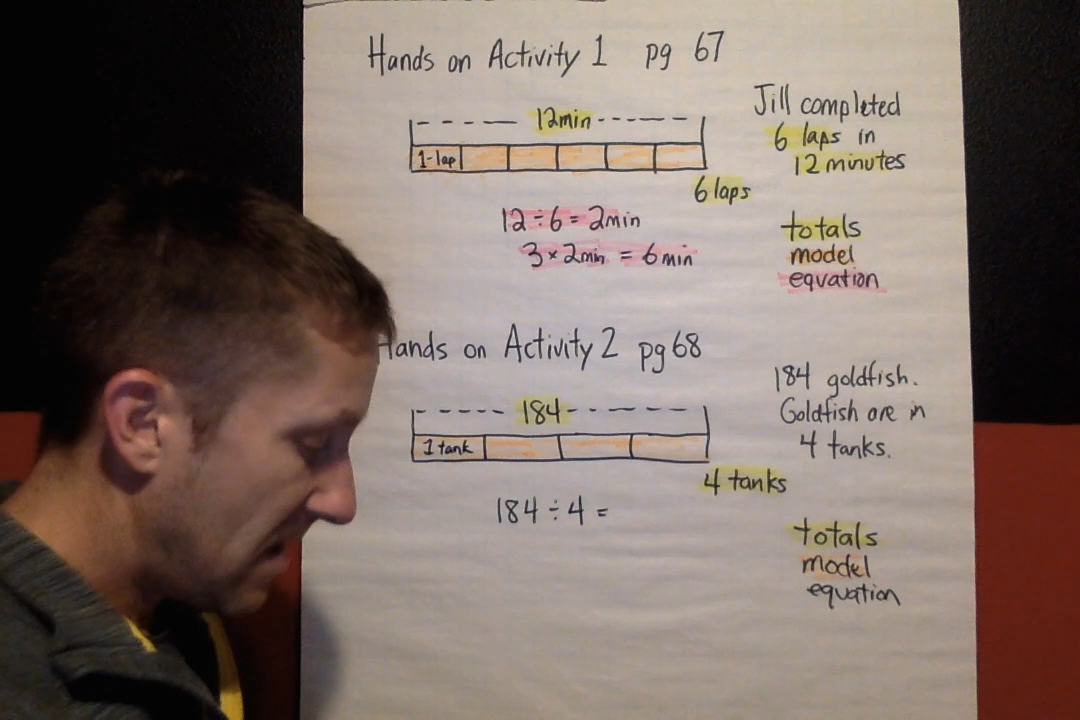 Hands on Activity 1 pg 67
12min
1-lap
6 laps
12 ÷ 6 = 2min
3 × 2min = 6 min
Jill completed
6 laps in
12 minutes
totals
model
equation
Hands on Activity 2 pg 68
184
1 tank
4 tanks
184 ÷ 4 =
184 goldfish.
Goldfish are in
4 tanks.
totals
model
equation